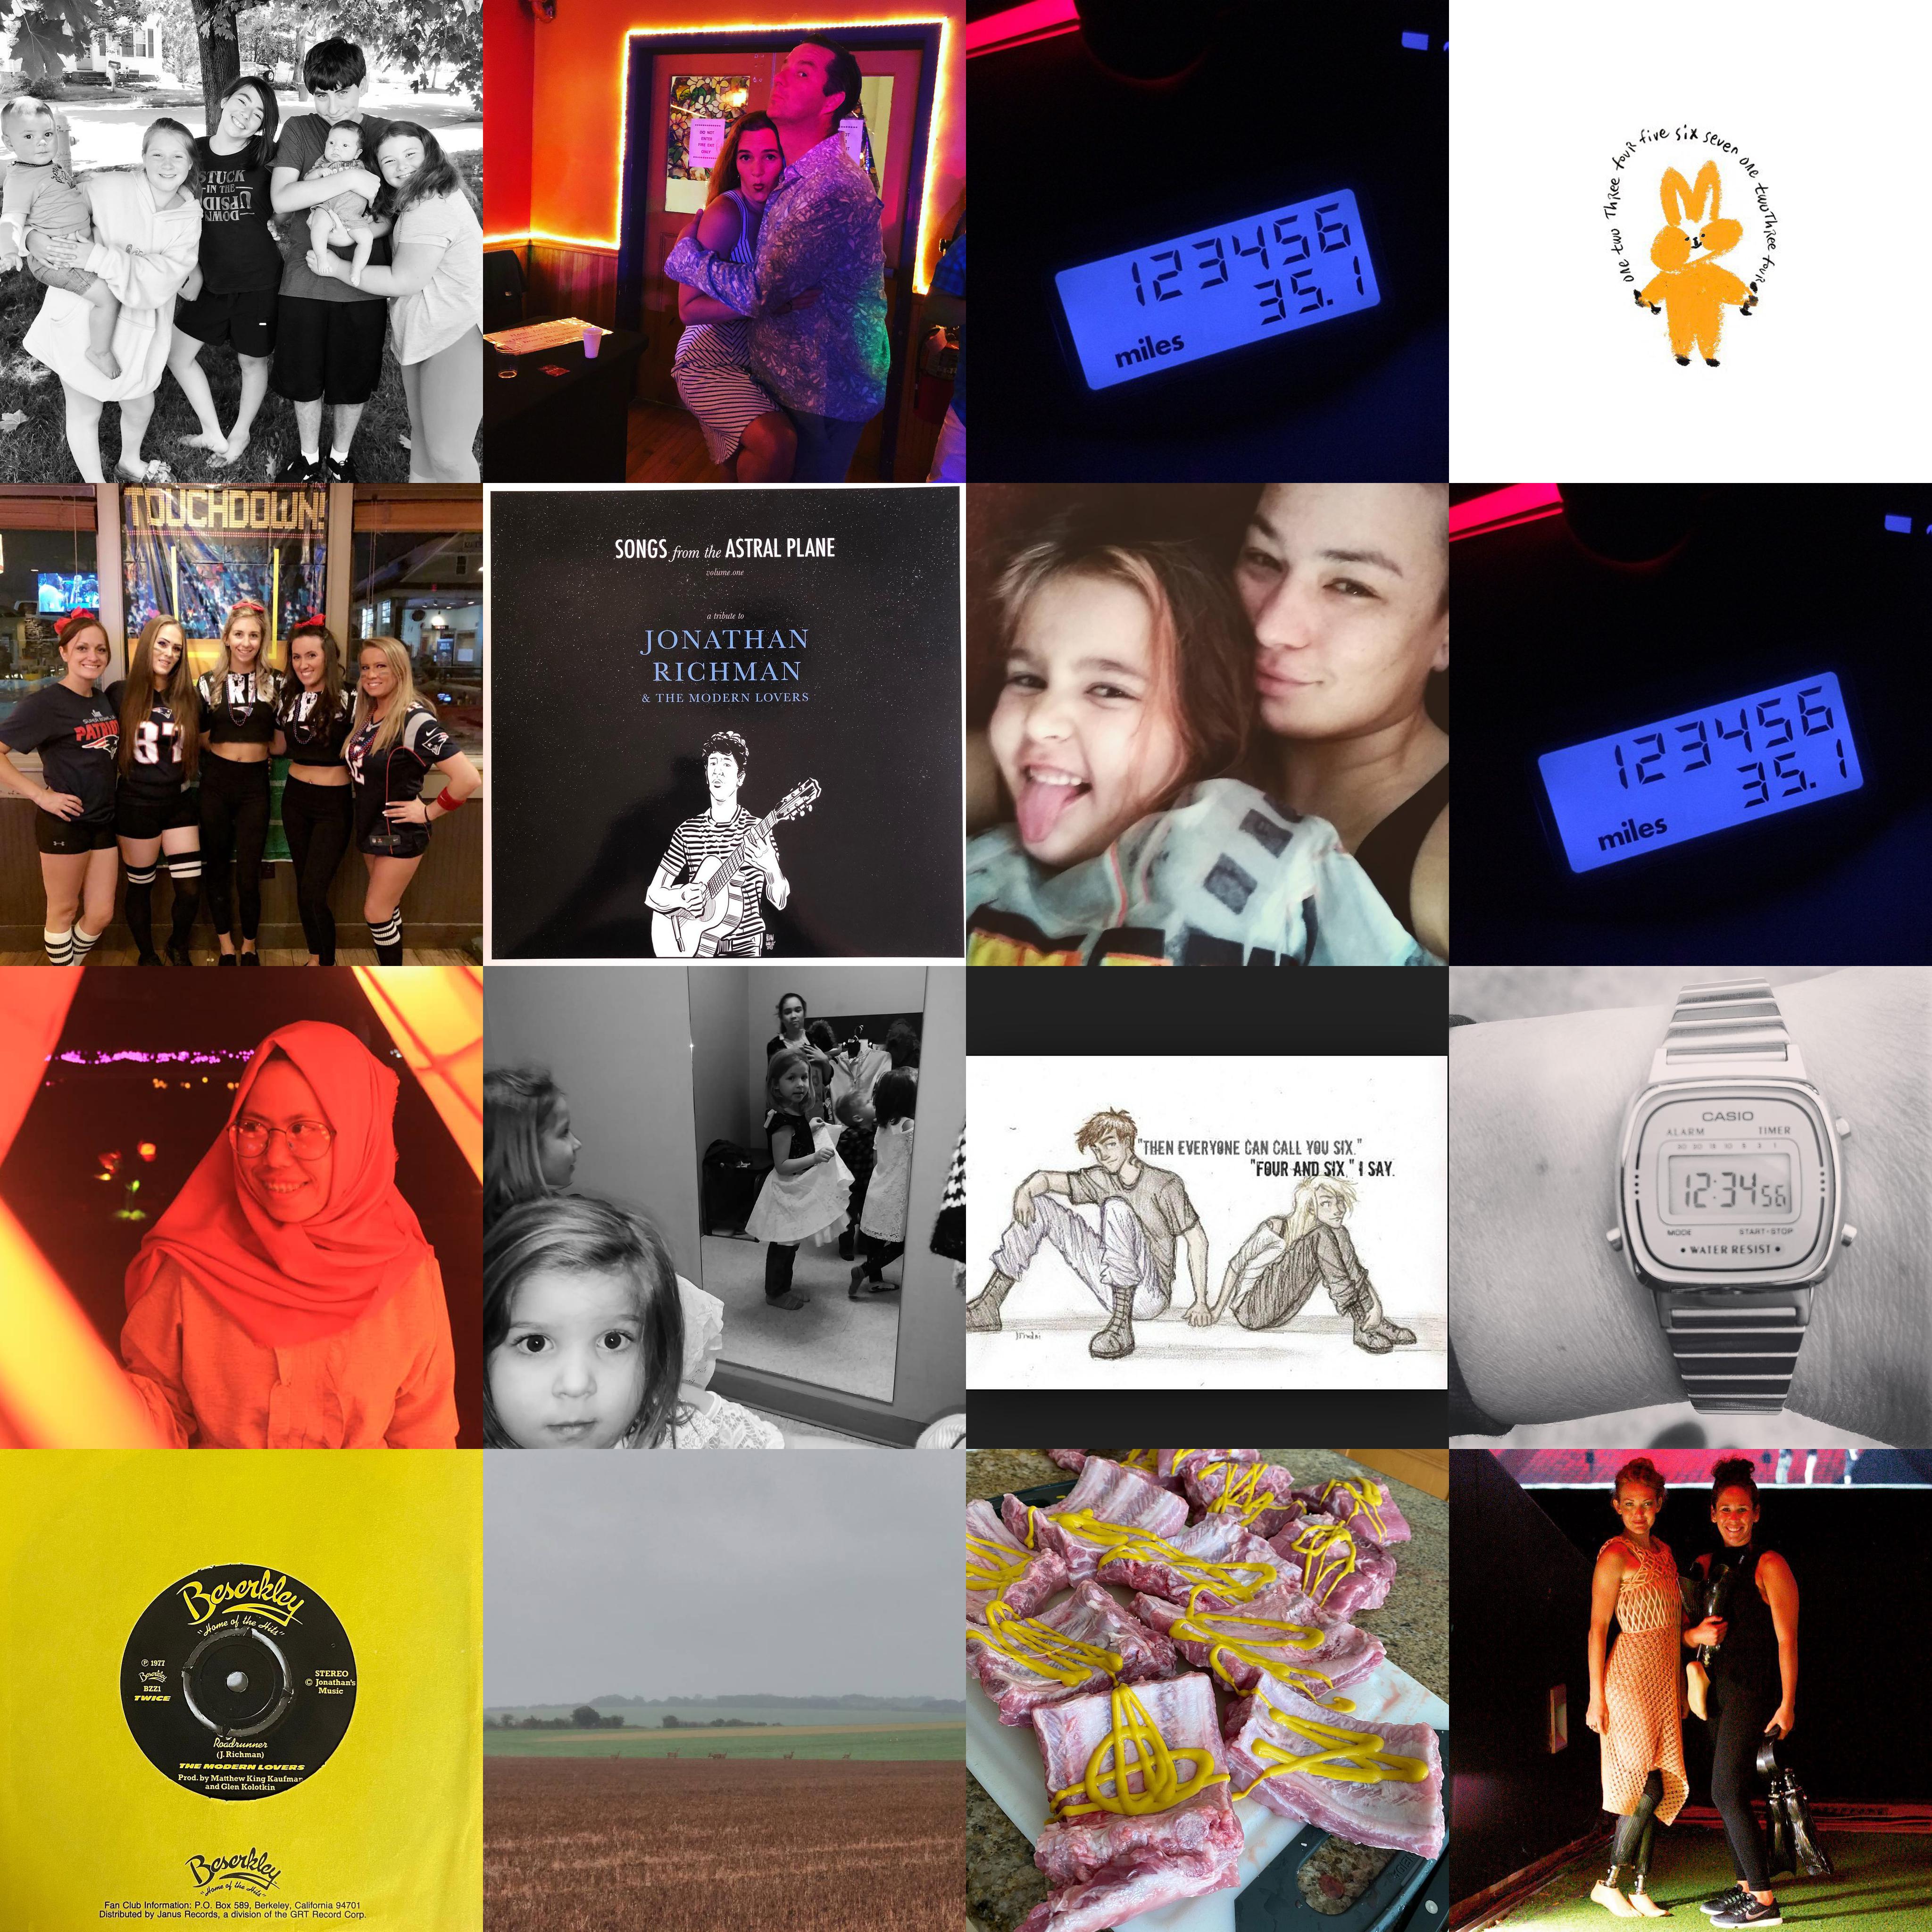 STUCK
IN THE
UPSIDE
DOWN
123456
35.1
miles
one two three four five six seven one two three four
TOUCHDOWN!
PATRIO
87
SONGS from the ASTRAL PLANE
volume one
a tribute to
JONATHAN
RICHMAN
& THE MODERN LOVERS
123456
35.1
miles
"THEN EVERYONE CAN CALL YOU SIX."
"FOUR AND SIX," I SAY.
CASIO
ALARM TIMER
12:34 56
MODE START-STOP
WATER RESIST
Beserkley
"Home of the Hits"
℗ 1977
Beserkley
BZZ1
TWICE
STEREO
© Jonathan's
Music
Roadrunner
(J. Richman)
THE MODERN LOVERS
Prod. by Matthew King Kaufman
and Glen Kolotkin
Beserkley
"Home of the Hits"
Fan Club Information: P.O. Box 589, Berkeley, California 94701
Distributed by Janus Records, a division of the GRT Record Corp.